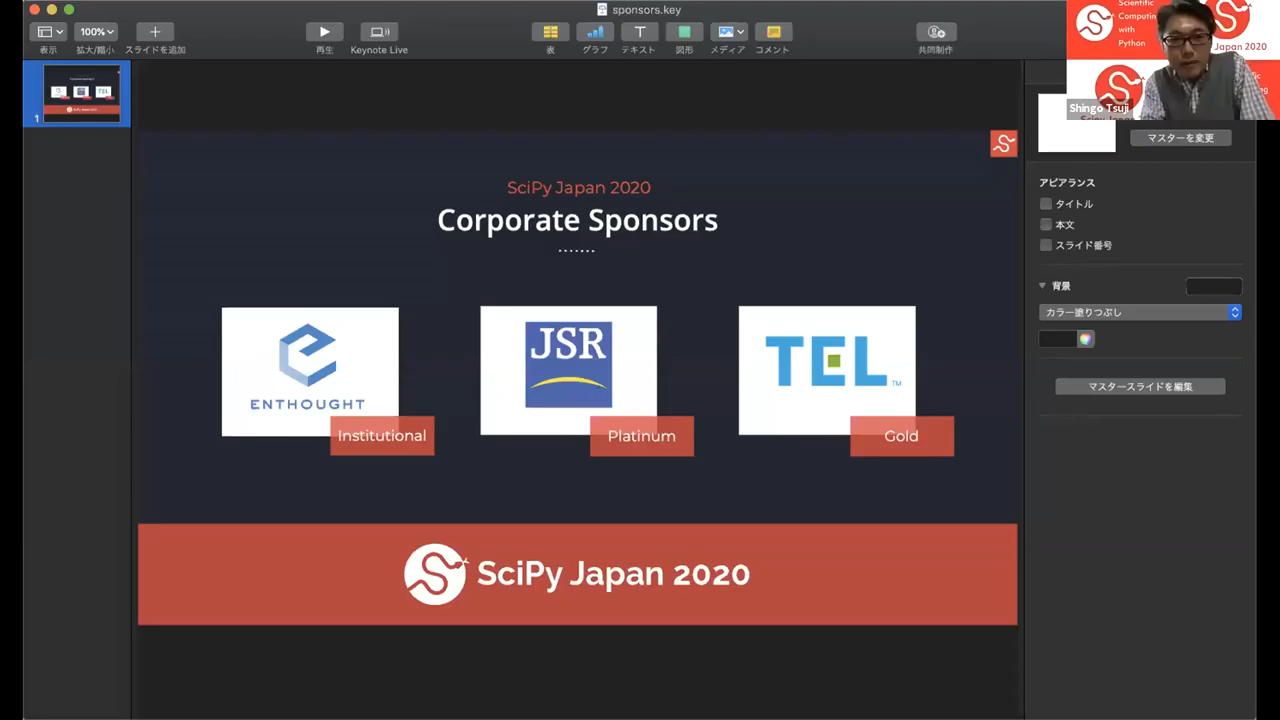 sponsors.key
100%
表示
拡大/縮小
スライドを追加
再生
Keynote Live
表
グラフ
テキスト
図形
メディア
コメント
共同制作
Scientific
Computing
with
Python
Japan 2020
Shingo Tsuji
1
マスターを変更
アピアランス
タイトル
本文
スライド番号
背景
カラー塗りつぶし
マスタースライドを編集
SciPy Japan 2020
Corporate Sponsors
ENTHOUGHT
Institutional
JSR
Platinum
TEL™
Gold
SciPy Japan 2020